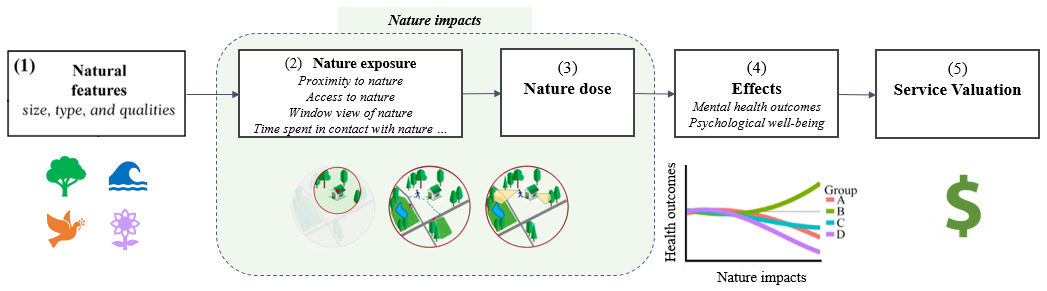 Nature impacts
(1)
Natural
features
size, type, and qualities
(2) Nature exposure
Proximity to nature
Access to nature
Window view of nature
Time spent in contact with nature ...
(3)
Nature dose
(4)
Effects
Mental health outcomes
Psychological well-being
(5)
Service Valuation
Health outcomes
Group
A
B
C
D
Nature impacts
$